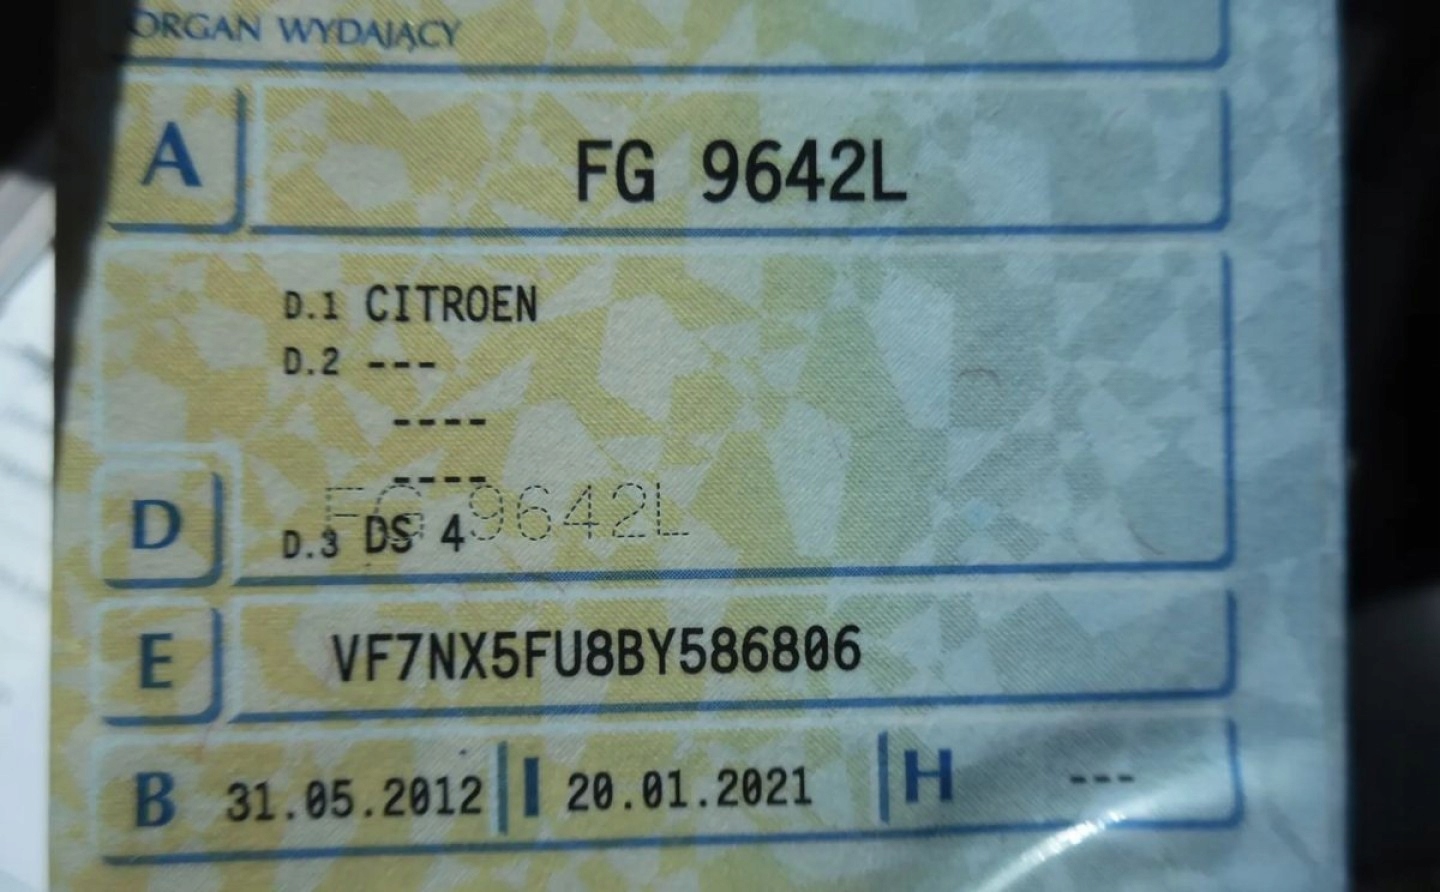 ORGAN WYDAJĄCY
A FG 9642L
D.1 CITROEN
D.2 ---
----
----
FG 9642L
D D.3 DS 4
E VF7NX5FU8BY586806
B 31.05.2012 I 20.01.2021 H ---